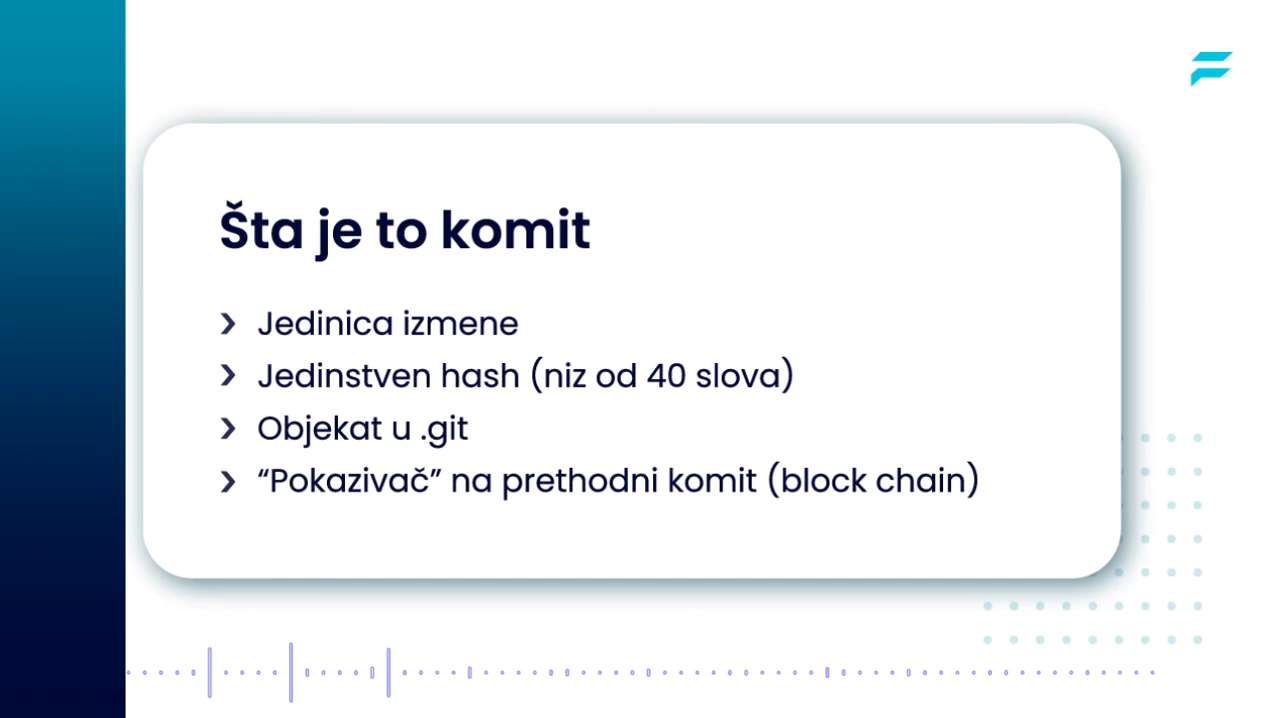 Šta je to komit
Jedinica izmene
Jedinstven hash (niz od 40 slova)
Objekat u .git
“Pokazivač” na prethodni komit (block chain)